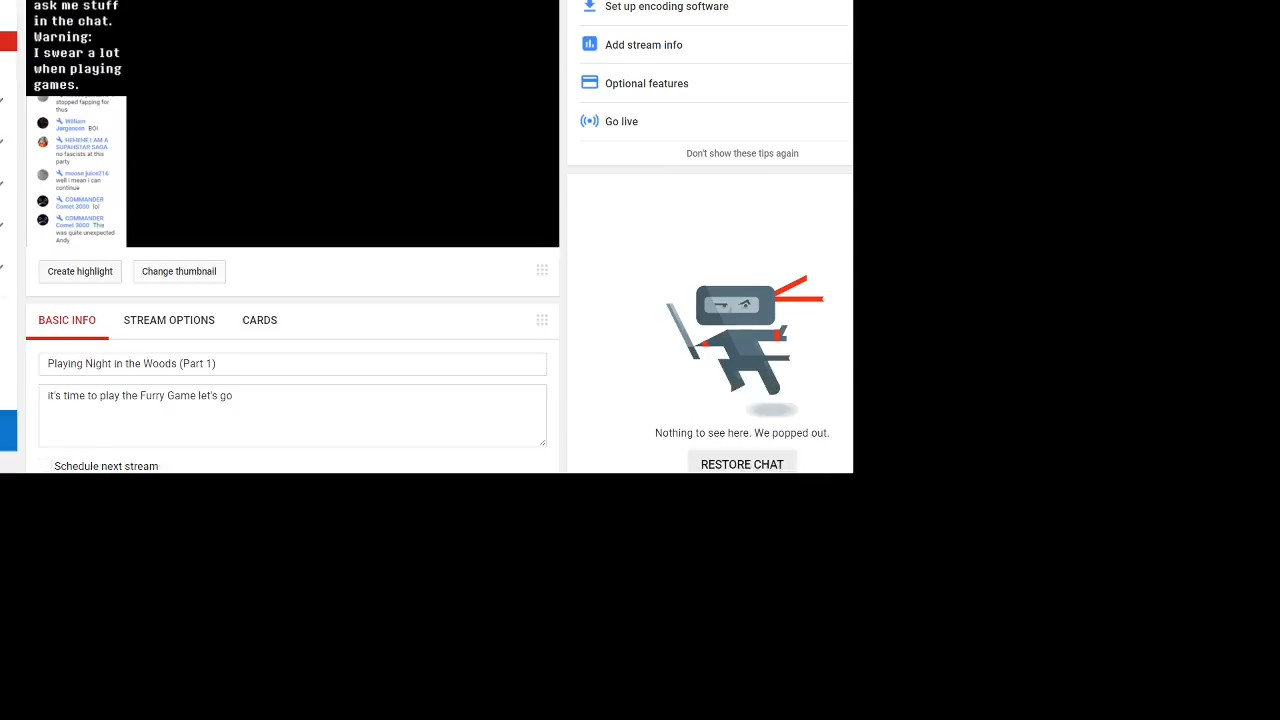 ask me stuff
in the chat.
Warning:
I swear a lot
when playing
games.
stopped fapping for
thus
William
Jørgensen BOI
HEHEHE I AM A
SUPAHSTAR SAGA
no fascists at this
party
moose juice216
well i mean i can
continue
COMMANDER
Comet 3000 lol
COMMANDER
Comet 3000 This
was quite unexpected
Andy
Create highlight
Change thumbnail
BASIC INFO
STREAM OPTIONS
CARDS
Playing Night in the Woods (Part 1)
it's time to play the Furry Game let's go
Schedule next stream
Set up encoding software
Add stream info
Optional features
Go live
Don't show these tips again
Nothing to see here. We popped out.
RESTORE CHAT